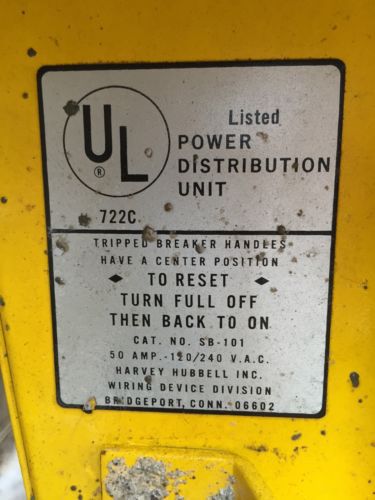 UL
®
Listed
POWER
DISTRIBUTION
UNIT
722C
TRIPPED BREAKER HANDLES
HAVE A CENTER POSITION
TO RESET
TURN FULL OFF
THEN BACK TO ON
CAT. NO. SB-101
50 AMP.-120/240 V.A.C.
HARVEY HUBBELL INC.
WIRING DEVICE DIVISION
BRIDGEPORT, CONN. 06602